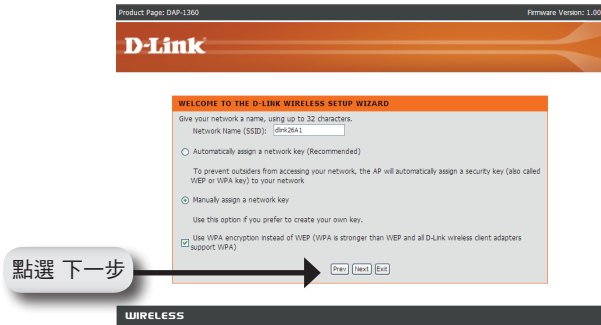 Product Page: DAP-1360 Firmware Version: 1.00
D-Link
WELCOME TO THE D-LINK WIRELESS SETUP WIZARD
Give your network a name, using up to 32 characters.
Network Name (SSID): dlink26A1
Automatically assign a network key (Recommended)
To prevent outsiders from accessing your network, the AP will automatically assign a security key (also called
WEP or WPA key) to your network
Manually assign a network key
Use this option if you prefer to create your own key.
Use WPA encryption instead of WEP (WPA is stronger than WEP and all D-Link wireless client adapters
support WPA)
點選 下一步
Prev Next Exit
WIRELESS